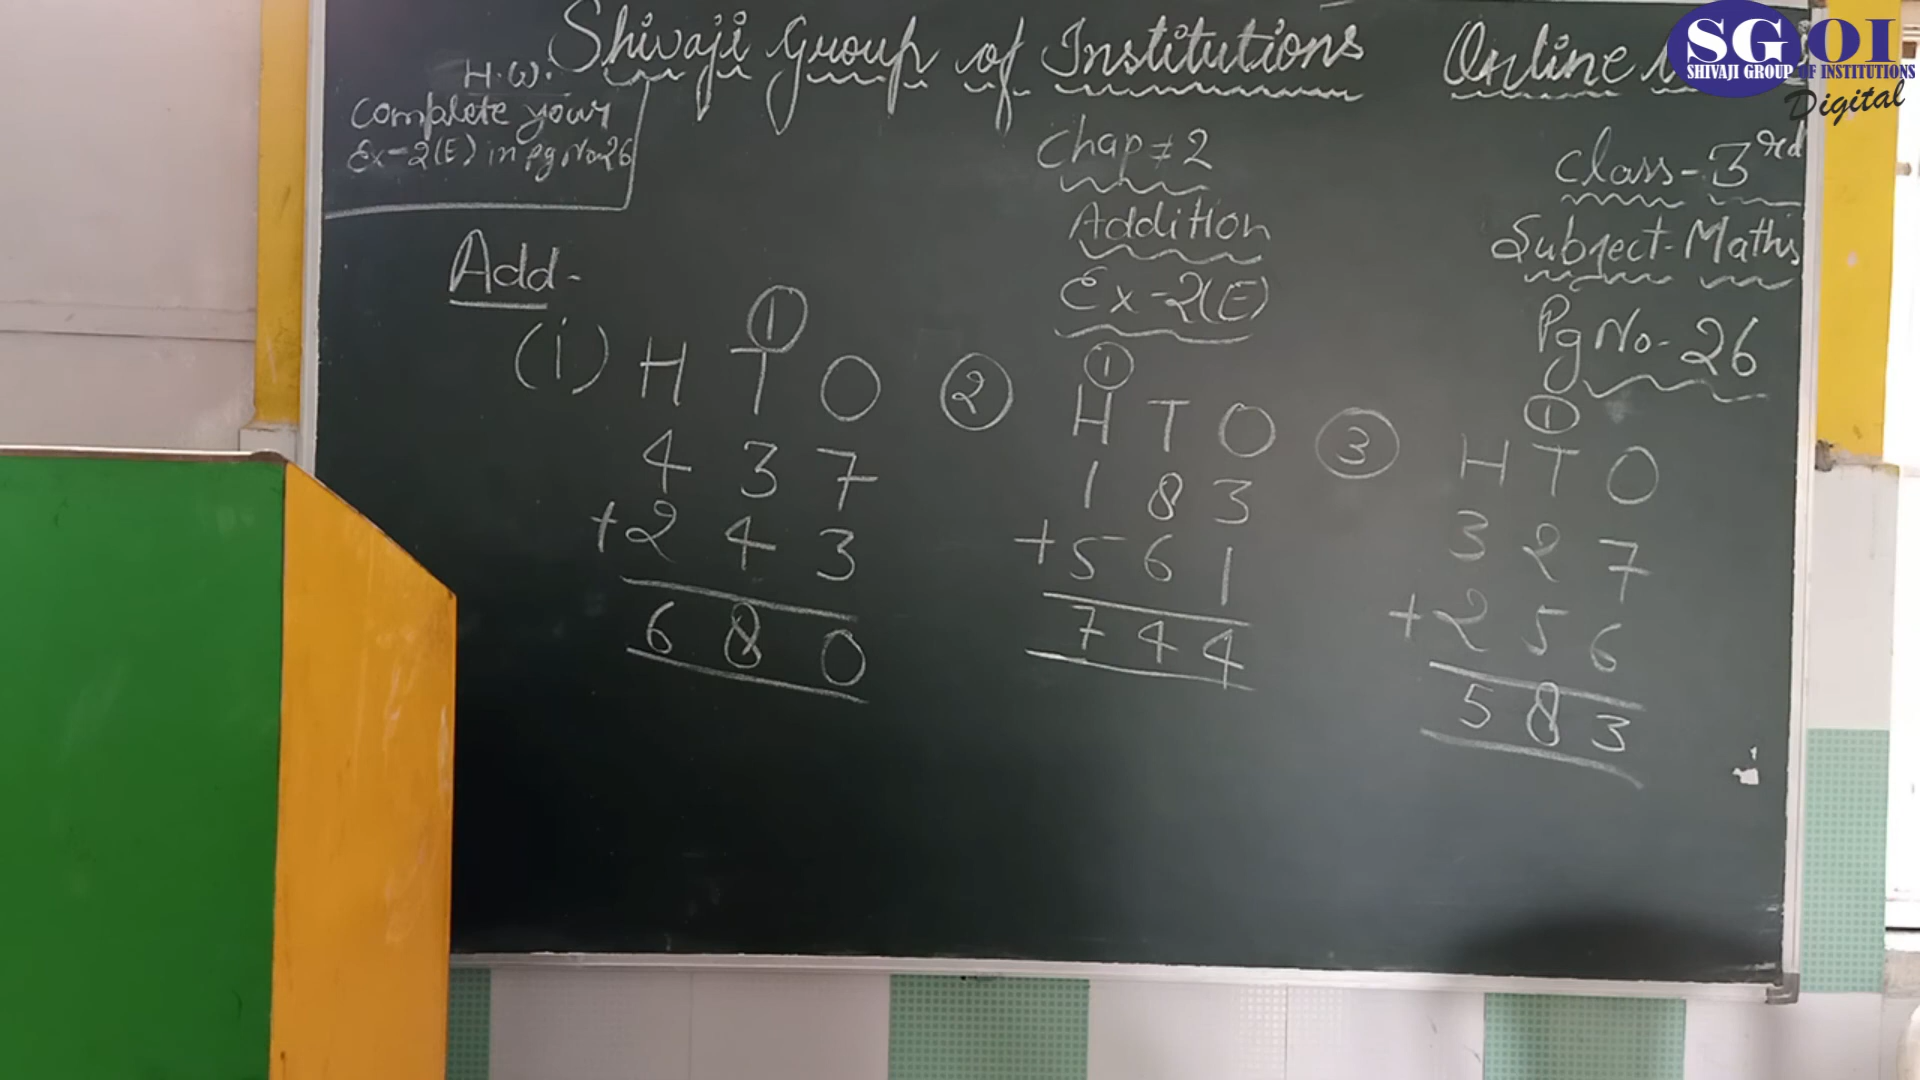 Shivaji Group of Institutions Online
SGOI
SHIVAJI GROUP OF INSTITUTIONS
Digital
H.W.
Complete your
Ex-2(E) in pg No-26
Chap # 2
Addition
Ex-2(E)
Class-3rd
Subject-Maths
Pg No-26
Add-
(i)
1
H T O
4 3 7
+ 2 4 3
6 8 0
2
1
H T O
1 8 3
+ 5 6 1
7 4 4
3
1
H T O
3 2 7
+ 2 5 6
5 8 3